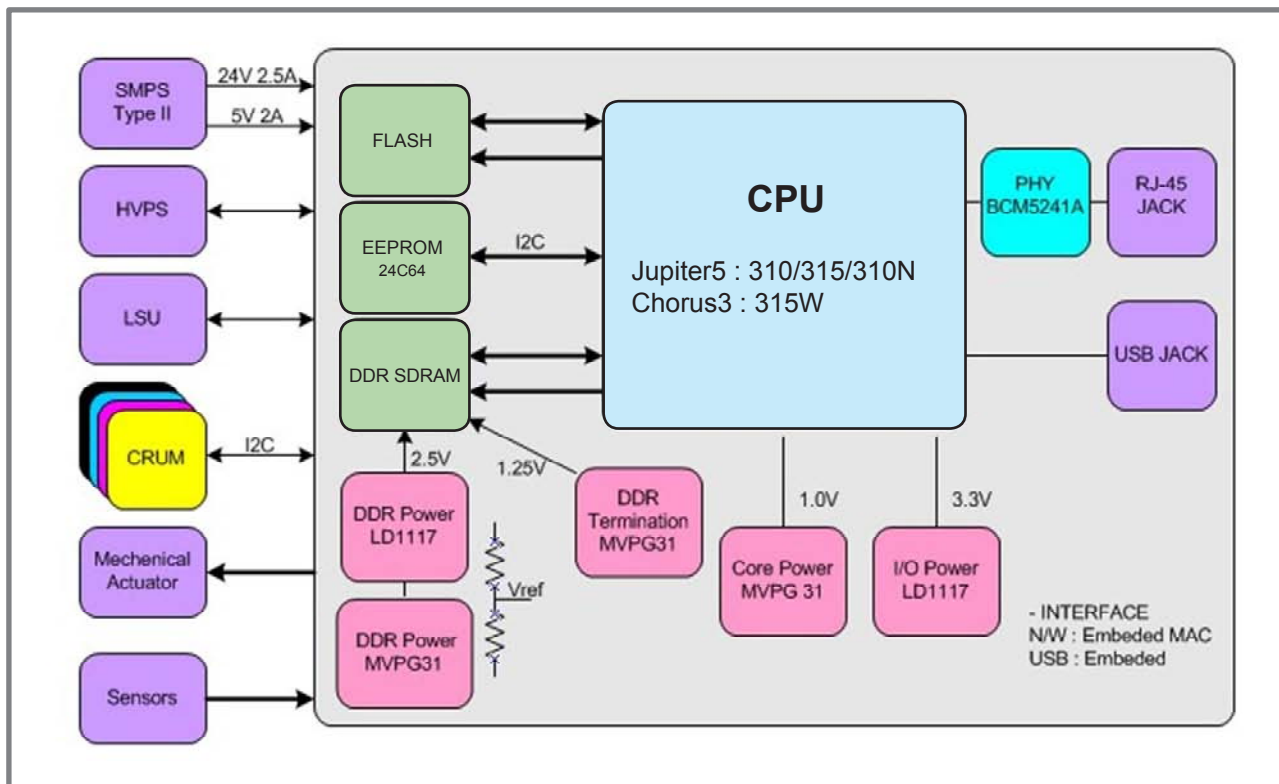 SMPS
Type II
24V 2.5A
5V 2A
HVPS
LSU
CRUM
I2C
Mechenical
Actuator
Sensors
FLASH
EEPROM
24C64
I2C
DDR SDRAM
CPU
Jupiter5 : 310/315/310N
Chorus3 : 315W
PHY
BCM5241A
RJ-45
JACK
USB JACK
2.5V
1.25V
DDR Power
LD1117
DDR
Termination
MVPG31
1.0V
3.3V
Core Power
MVPG 31
I/O Power
LD1117
Vref
DDR Power
MVPG31
- INTERFACE
N/W : Embeded MAC
USB : Embeded